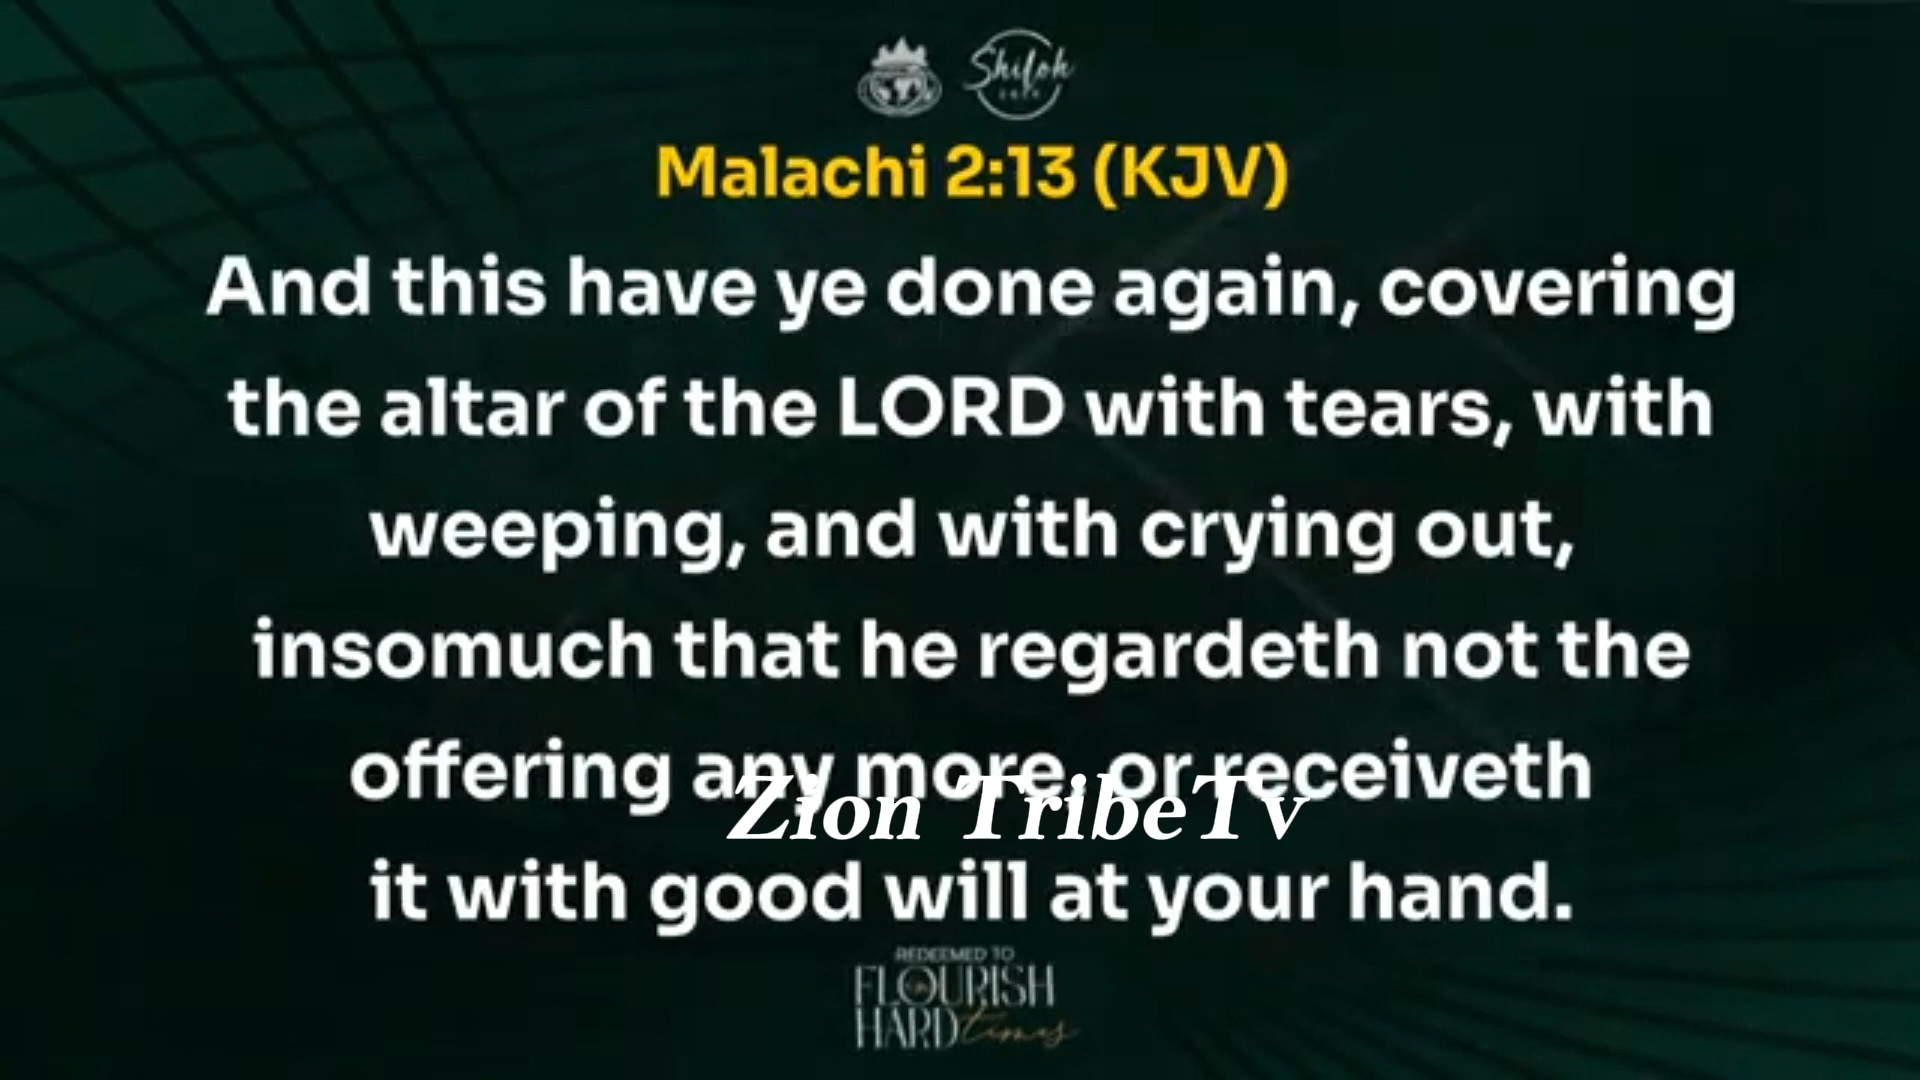 Shiloh
Malachi 2:13 (KJV)
And this have ye done again, covering
the altar of the LORD with tears, with
weeping, and with crying out,
insomuch that he regardeth not the
offering any more, or receiveth
Zion TribeTv
it with good will at your hand.
REDEEMED TO
FLOURISH
HARD times